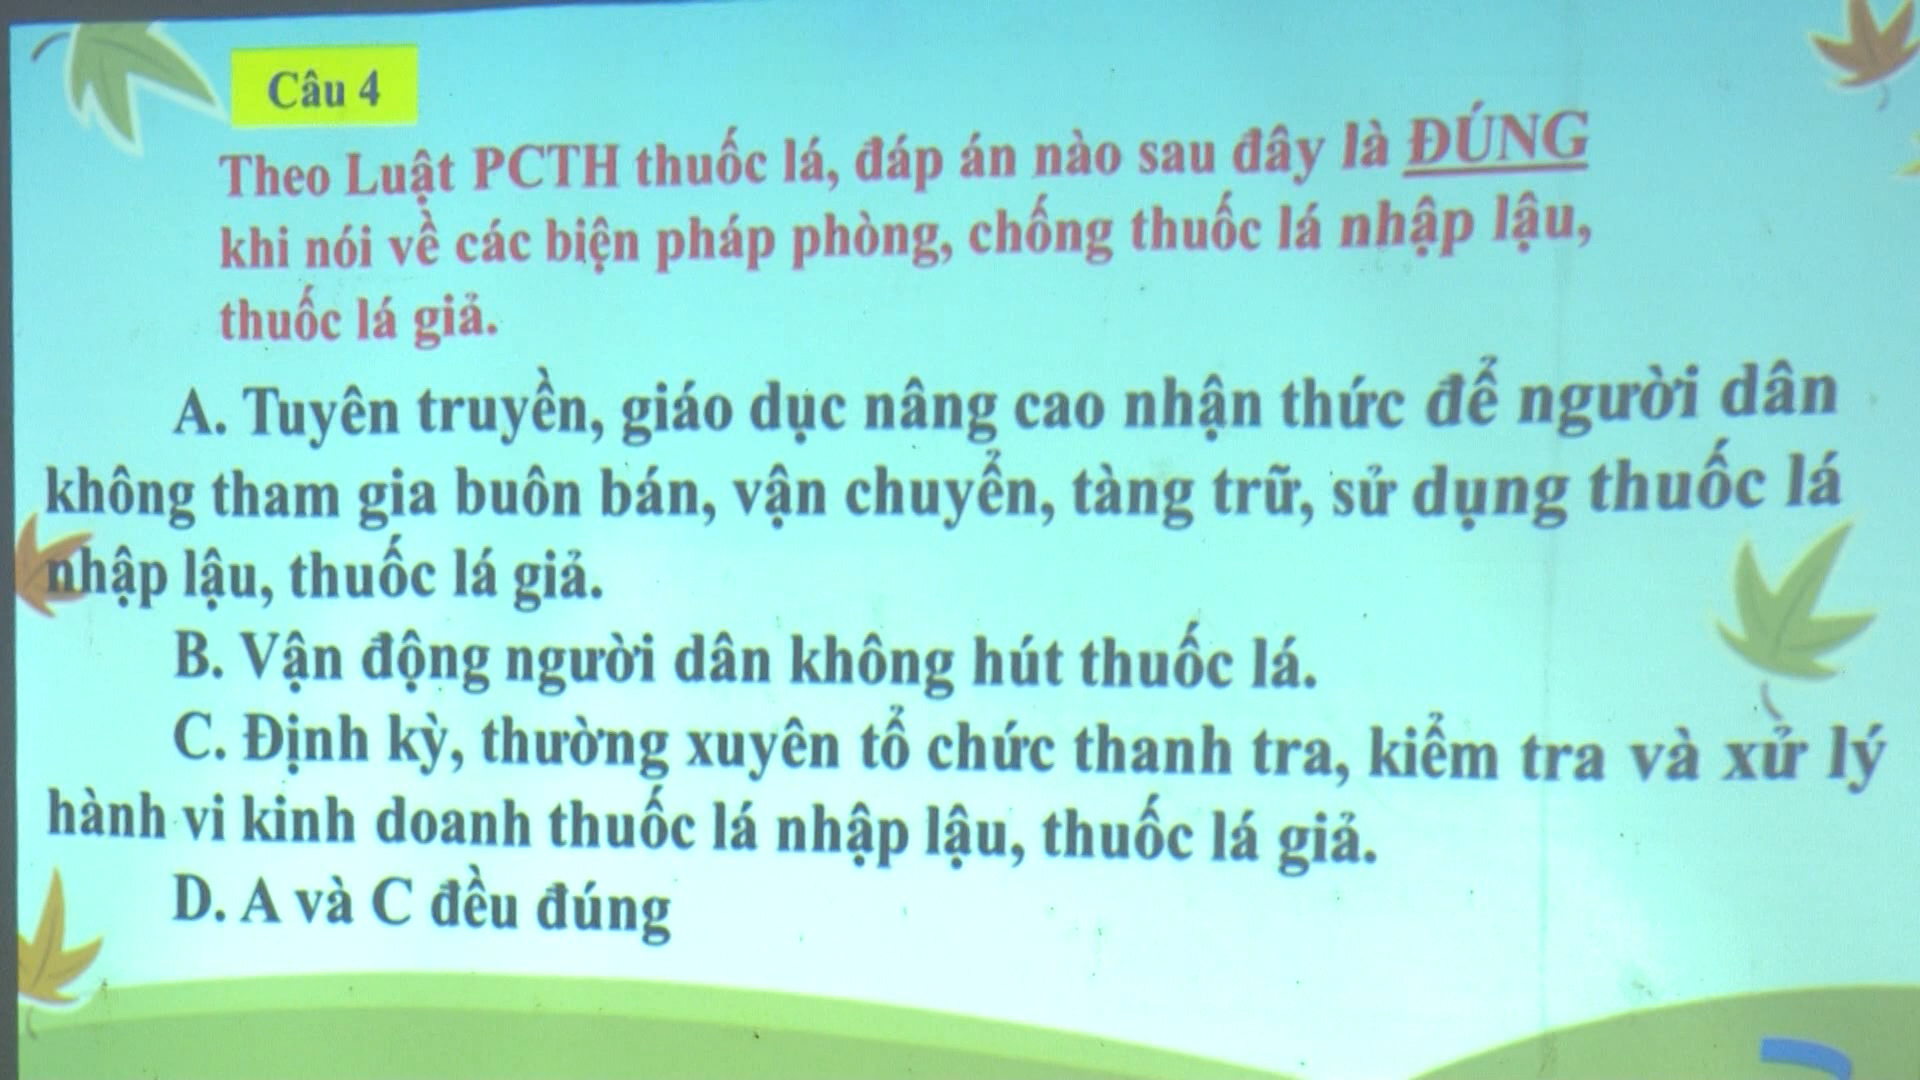 Câu 4
Theo Luật PCTH thuốc lá, đáp án nào sau đây là ĐÚNG
khi nói về các biện pháp phòng, chống thuốc lá nhập lậu,
thuốc lá giả.
A. Tuyên truyền, giáo dục nâng cao nhận thức để người dân
không tham gia buôn bán, vận chuyển, tàng trữ, sử dụng thuốc lá
nhập lậu, thuốc lá giả.
B. Vận động người dân không hút thuốc lá.
C. Định kỳ, thường xuyên tổ chức thanh tra, kiểm tra và xử lý
hành vi kinh doanh thuốc lá nhập lậu, thuốc lá giả.
D. A và C đều đúng